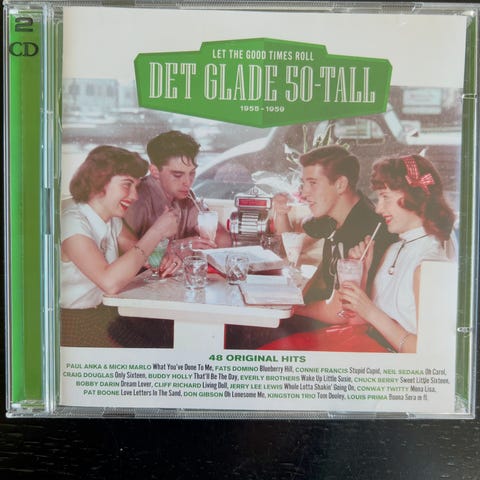 2
CD
LET THE GOOD TIMES ROLL
DET GLADE 50-TALL
1955-1959
48 ORIGINAL HITS
PAUL ANKA & MICKI MARLO What You've Done To Me, FATS DOMINO Blueberry Hill, CONNIE FRANCIS Stupid Cupid, NEIL SEDAKA Oh Carol,
CRAIG DOUGLAS Only Sixteen, BUDDY HOLLY That'll Be The Day, EVERLY BROTHERS Wake Up Little Susie, CHUCK BERRY Sweet Little Sixteen,
BOBBY DARIN Dream Lover, CLIFF RICHARD Living Doll, JERRY LEE LEWIS Whole Lotta Shakin' Going On, CONWAY TWITTY Mona Lisa,
PAT BOONE Love Letters In The Sand, DON GIBSON Oh Lonesome Me, KINGSTON TRIO Tom Dooley, LOUIS PRIMA Buona Sera m fl.